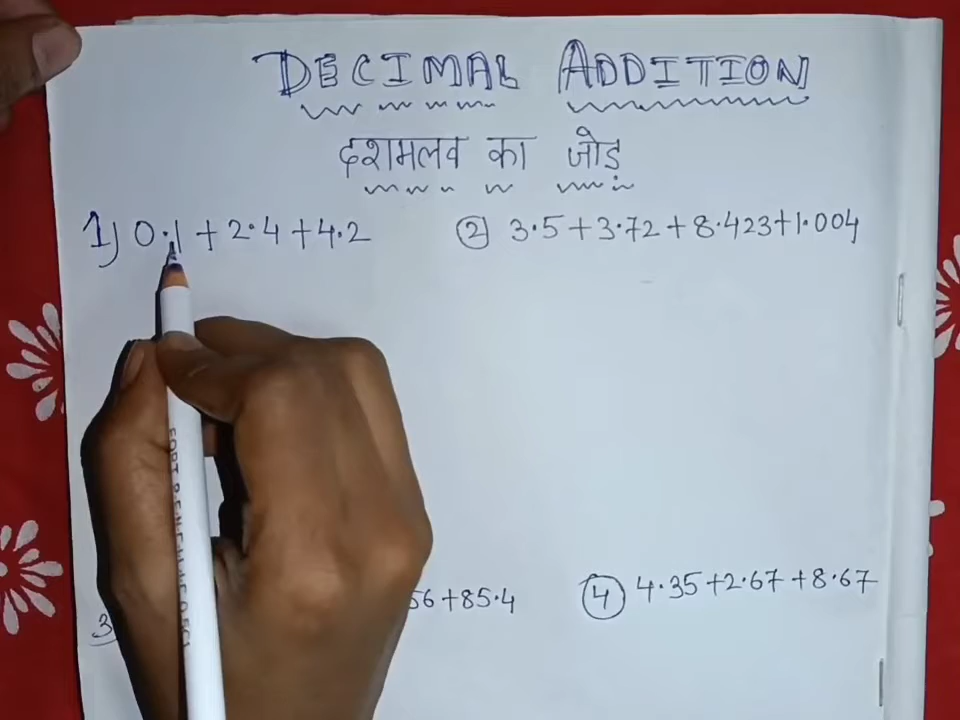 DECIMAL ADDITION
दशमलव का जोड़
1) 0.1 + 2.4 + 4.2
② 3.5 + 3.72 + 8.423 + 1.004
3
56 + 85.4
④ 4.35 + 2.67 + 8.67